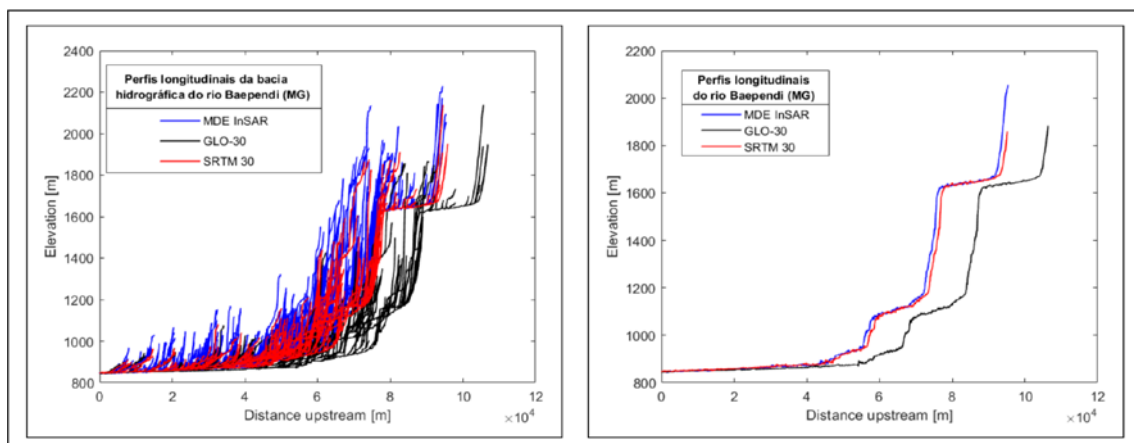 2400
2200
2000
1800
1600
1400
1200
1000
800
Elevation [m]
Perfis longitudinais da bacia
hidrográfica do rio Baependi (MG)
MDE InSAR
GLO-30
SRTM 30
0 2 4 6 8 10 12
Distance upstream [m]
×10⁴
2200
2000
1800
1600
1400
1200
1000
800
Elevation [m]
Perfis longitudinais
do rio Baependi (MG)
MDE InSAR
GLO-30
SRTM 30
0 2 4 6 8 10 12
Distance upstream [m]
×10⁴